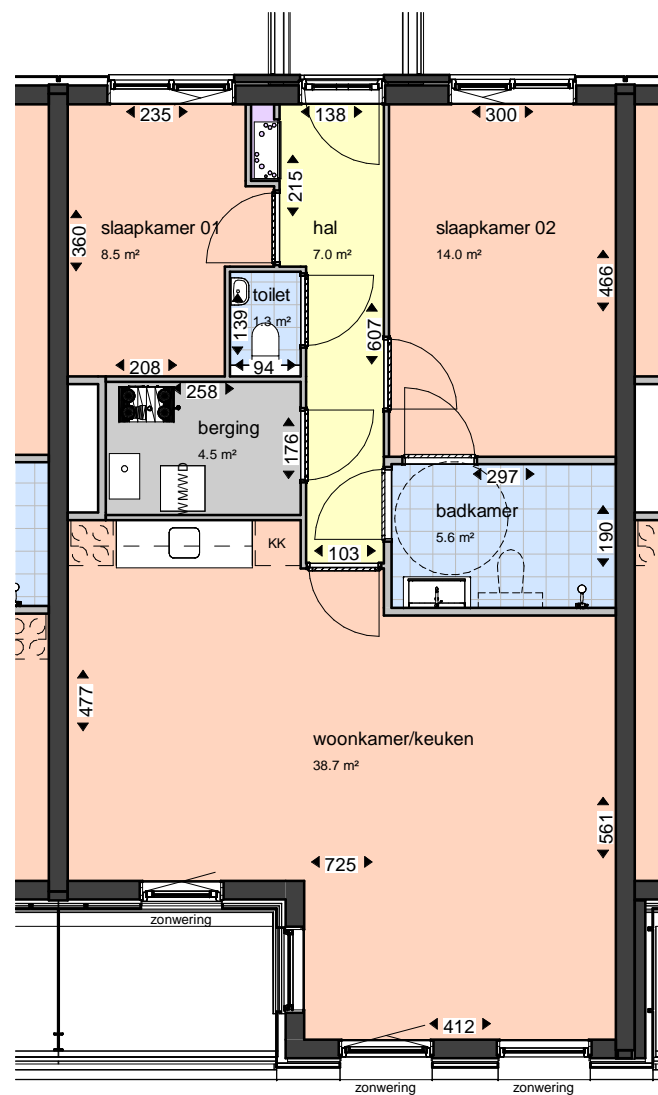 235
138
300
215
slaapkamer 01
8.5 m²
hal
7.0 m²
slaapkamer 02
14.0 m²
360
466
toilet
1.3 m²
139
607
94
208
258
berging
4.5 m²
176
WM/WD
297
badkamer
5.6 m²
190
KK
103
477
woonkamer/keuken
38.7 m²
561
725
zonwering
412
zonwering
zonwering